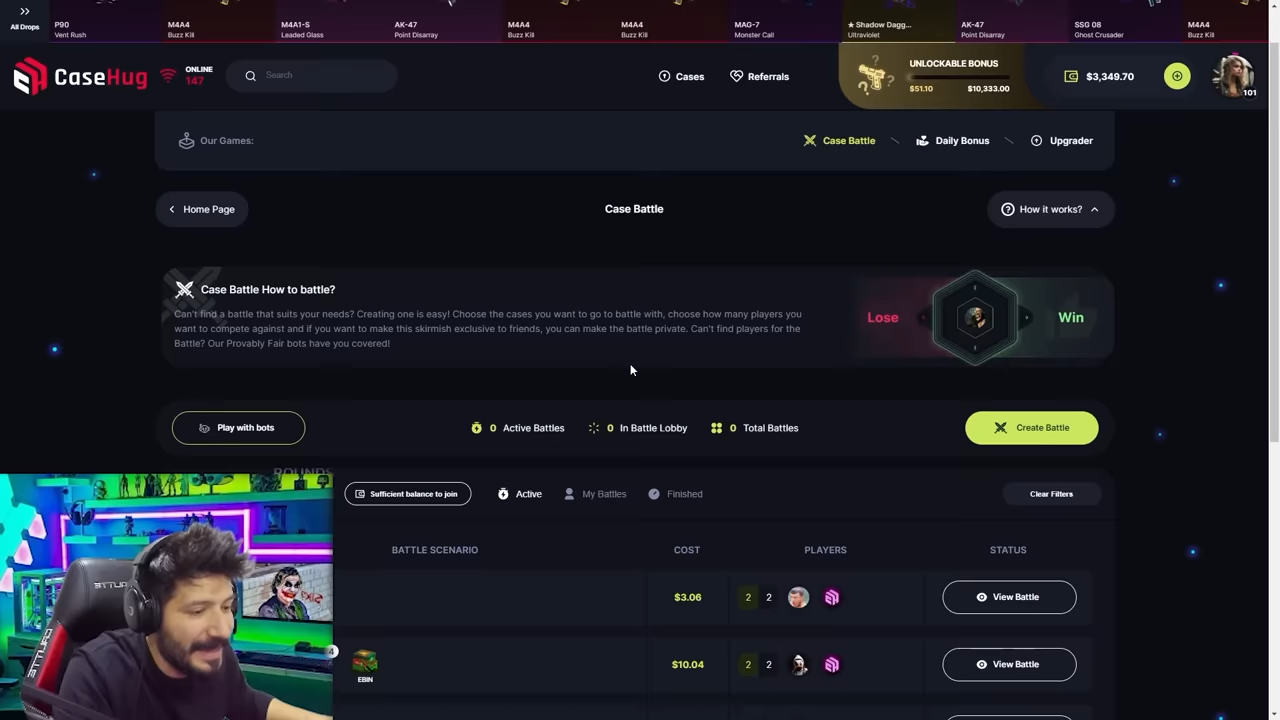 All Drops
P90
Vent Rush
M4A4
Buzz Kill
M4A1-S
Leaded Glass
AK-47
Point Disarray
M4A4
Buzz Kill
M4A4
Buzz Kill
MAG-7
Monster Call
★ Shadow Dagg...
Ultraviolet
AK-47
Point Disarray
SSG 08
Ghost Crusader
M4A4
Buzz Kill
CaseHug
ONLINE
147
Search
Cases
Referrals
UNLOCKABLE BONUS
$51.10
$10,333.00
$3,349.70
101
Our Games:
Case Battle
Daily Bonus
Upgrader
Home Page
Case Battle
How it works?
Case Battle How to battle?
Can't find a battle that suits your needs? Creating one is easy! Choose the cases you want to go to battle with, choose how many players you
want to compete against and if you want to make this skirmish exclusive to friends, you can make the battle private. Can't find players for the
Battle? Our Provably Fair bots have you covered!
Lose
Win
Play with bots
0 Active Battles
0 In Battle Lobby
0 Total Battles
Create Battle
ROUNDS
Sufficient balance to join
Active
My Battles
Finished
Clear Filters
BATTLE SCENARIO
COST
PLAYERS
STATUS
$3.06
2 2
View Battle
4
EBIN
$10.04
2 2
View Battle